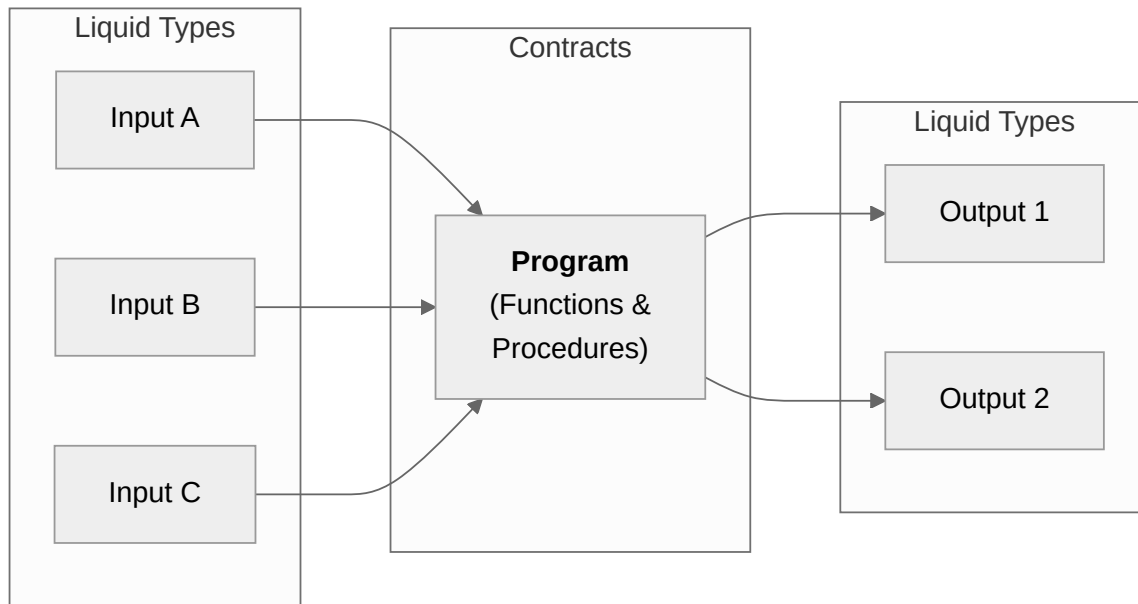 Liquid Types
Input A
Input B
Input C
Contracts
Program
(Functions &
Procedures)
Liquid Types
Output 1
Output 2